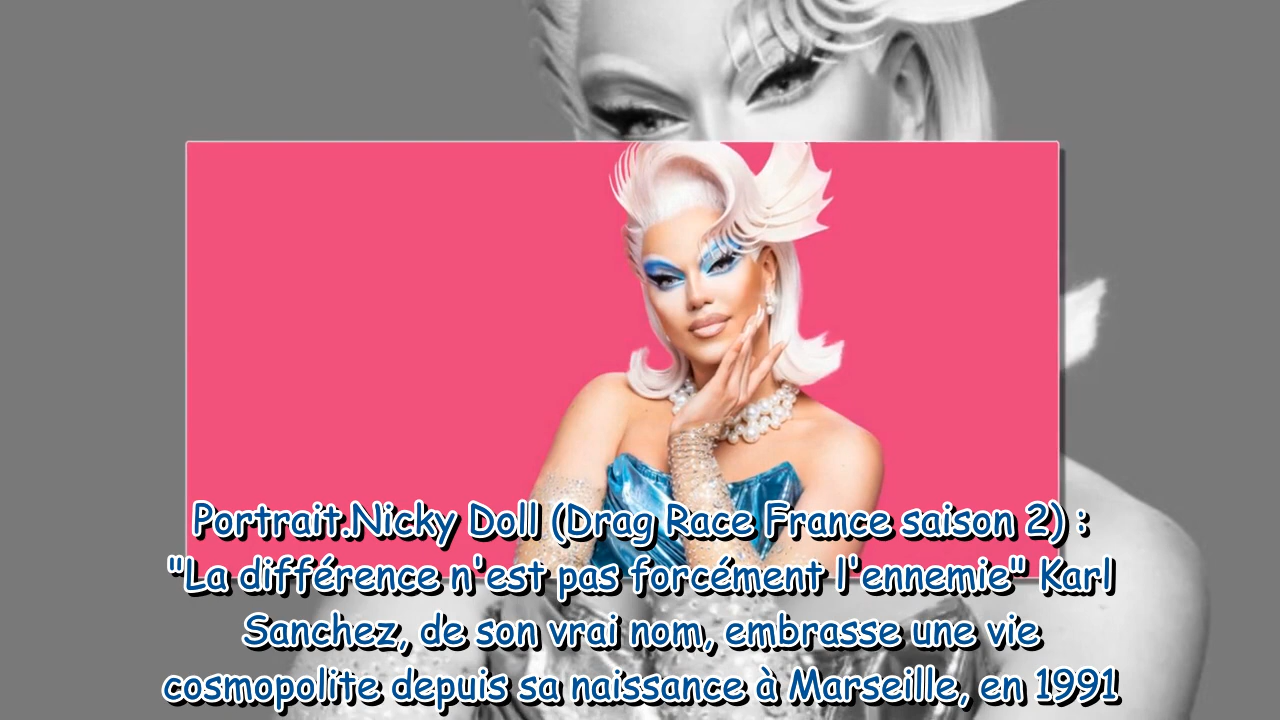 Portrait.Nicky Doll (Drag Race France saison 2) :
"La différence n'est pas forcément l'ennemie" Karl
Sanchez, de son vrai nom, embrasse une vie
cosmopolite depuis sa naissance à Marseille, en 1991